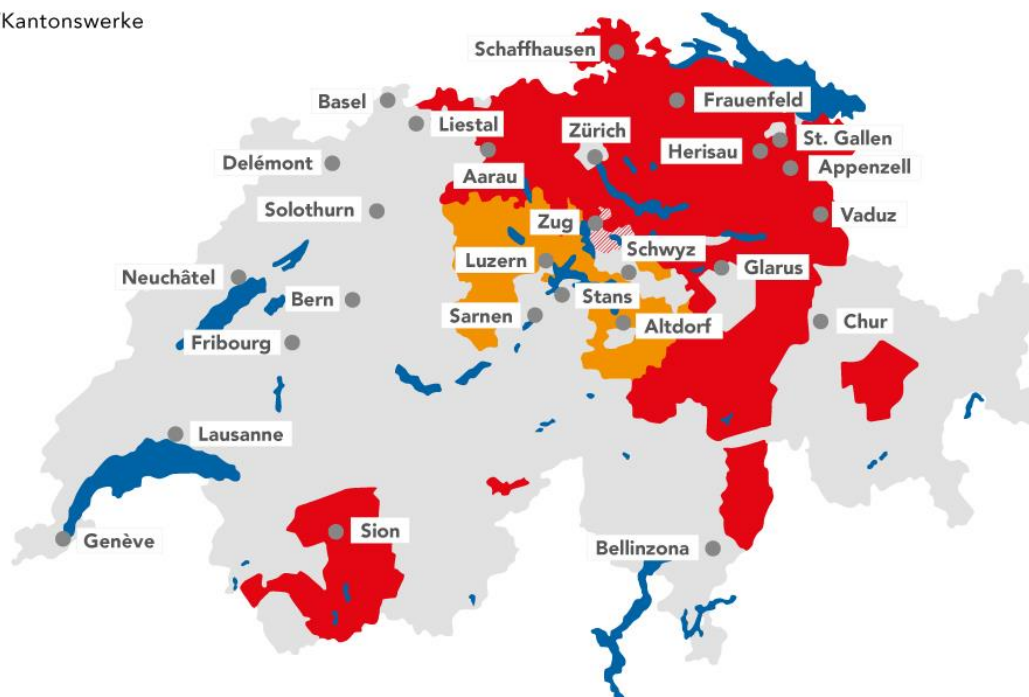 Kantonswerke
Schaffhausen
Basel
Frauenfeld
Liestal
Zürich
St. Gallen
Herisau
Delémont
Aarau
Appenzell
Solothurn
Zug
Vaduz
Schwyz
Luzern
Glarus
Neuchâtel
Bern
Stans
Sarnen
Altdorf
Chur
Fribourg
Lausanne
Sion
Genève
Bellinzona